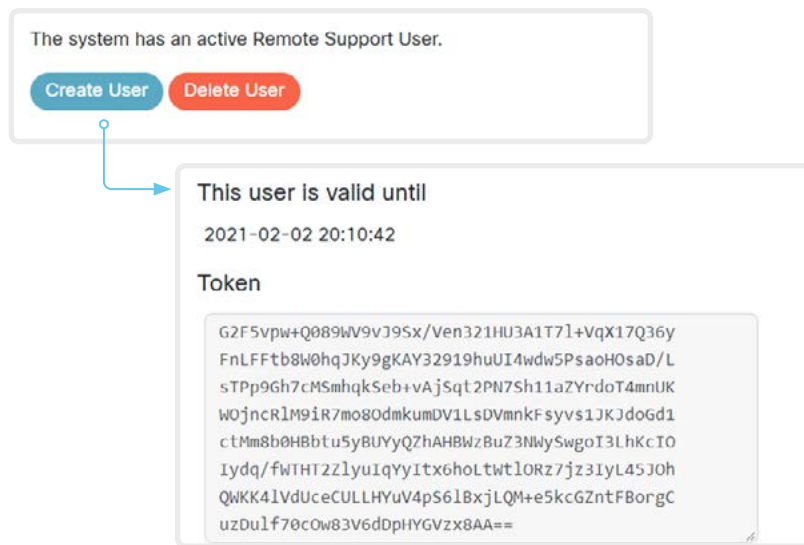 The system has an active Remote Support User.
Create User Delete User
This user is valid until
2021-02-02 20:10:42
Token
G2F5vpw+Q089WV9vJ9Sx/Ven321HU3A1T7l+VqX17Q36y
FnLFFtb8W0hqJKy9gKAY32919huUI4wdw5PsaoHOsaD/L
sTPp9Gh7cMSmhqkSeb+vAjSqt2PN7Sh11aZYrdoT4mnUK
WOjncRlM9iR7mo8OdmkumDV1LsDVmnkFsyvs1JKJdoGd1
ctMm8b0HBbtu5yBUYyQZhAHBWzBuZ3NWySwgoI3LhKcIO
Iydq/fWTHT2ZlyuIqYyItx6hoLtWtlORz7jz3IyL45JOh
QWKK4lVdUceCULLHYuV4pS6lBxjLQM+e5kcGZntFBorgC
uzDulf70cOw83V6dDpHYGVzx8AA==